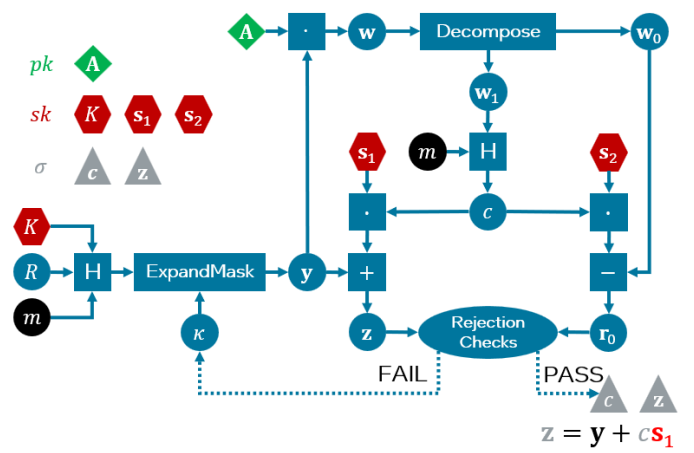 A · w Decompose w₀
pk A
w₁
sk K s₁ s₂
s₁ m H s₂
σ c z
· c ·
K
R H ExpandMask y + −
m
κ z Rejection Checks r₀
FAIL PASS
c z
z = y + cs₁